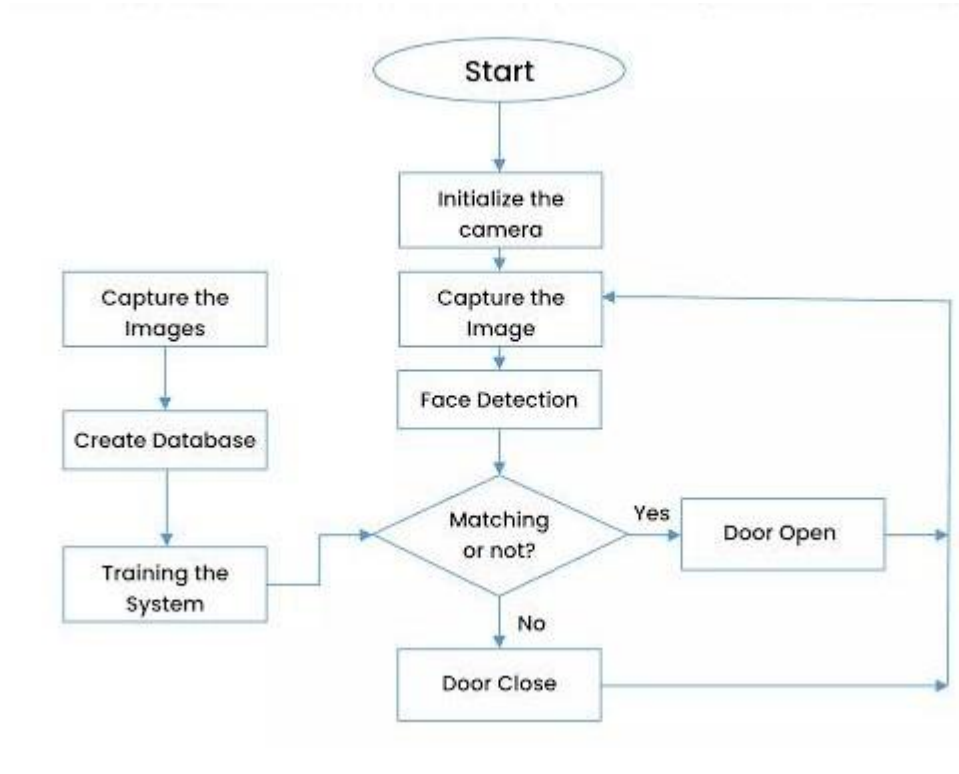 Start
Initialize the
camera
Capture the
Images
Capture the
Image
Face Detection
Create Database
Matching
or not?
Yes
Door Open
Training the
System
No
Door Close